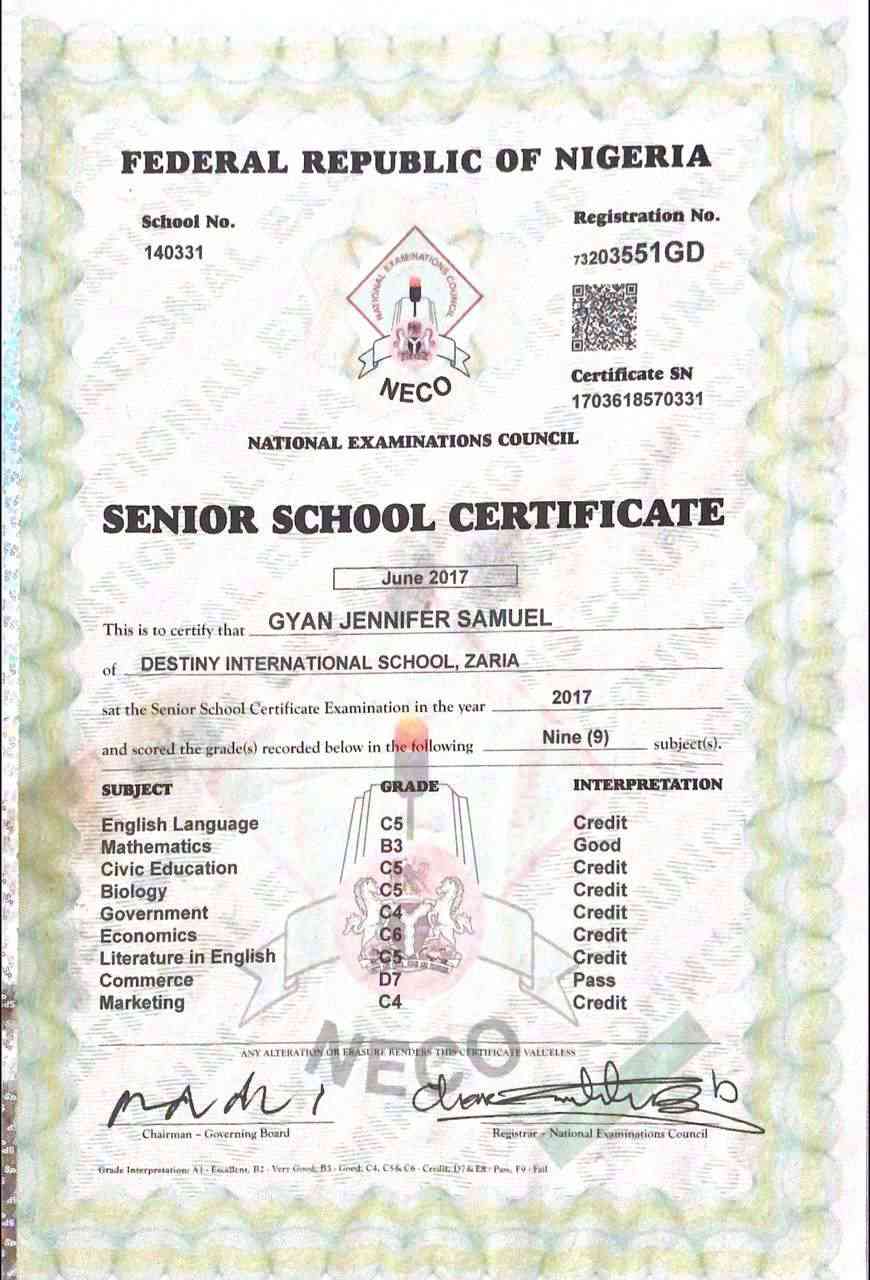 FEDERAL REPUBLIC OF NIGERIA
School No.
140331
Registration No.
73203551GD
NATIONAL EXAMINATIONS COUNCIL
NECO
Certificate SN
1703618570331
NATIONAL EXAMINATIONS COUNCIL
SENIOR SCHOOL CERTIFICATE
June 2017
This is to certify that GYAN JENNIFER SAMUEL
of DESTINY INTERNATIONAL SCHOOL, ZARIA
sat the Senior School Certificate Examination in the year 2017
and scored the grade(s) recorded below in the following Nine (9) subject(s).
SUBJECT GRADE INTERPRETATION
English Language C5 Credit
Mathematics B3 Good
Civic Education C5 Credit
Biology C5 Credit
Government C4 Credit
Economics C6 Credit
Literature in English C5 Credit
Commerce D7 Pass
Marketing C4 Credit
NECO
ANY ALTERATION OR ERASURE RENDERS THIS CERTIFICATE VALUELESS
Chairman – Governing Board
Registrar – National Examinations Council
Grade Interpretation: A1 - Excellent, B2 - Very Good, B3 - Good, C4, C5 & C6 - Credit, D7 & E8 - Pass, F9 - Fail